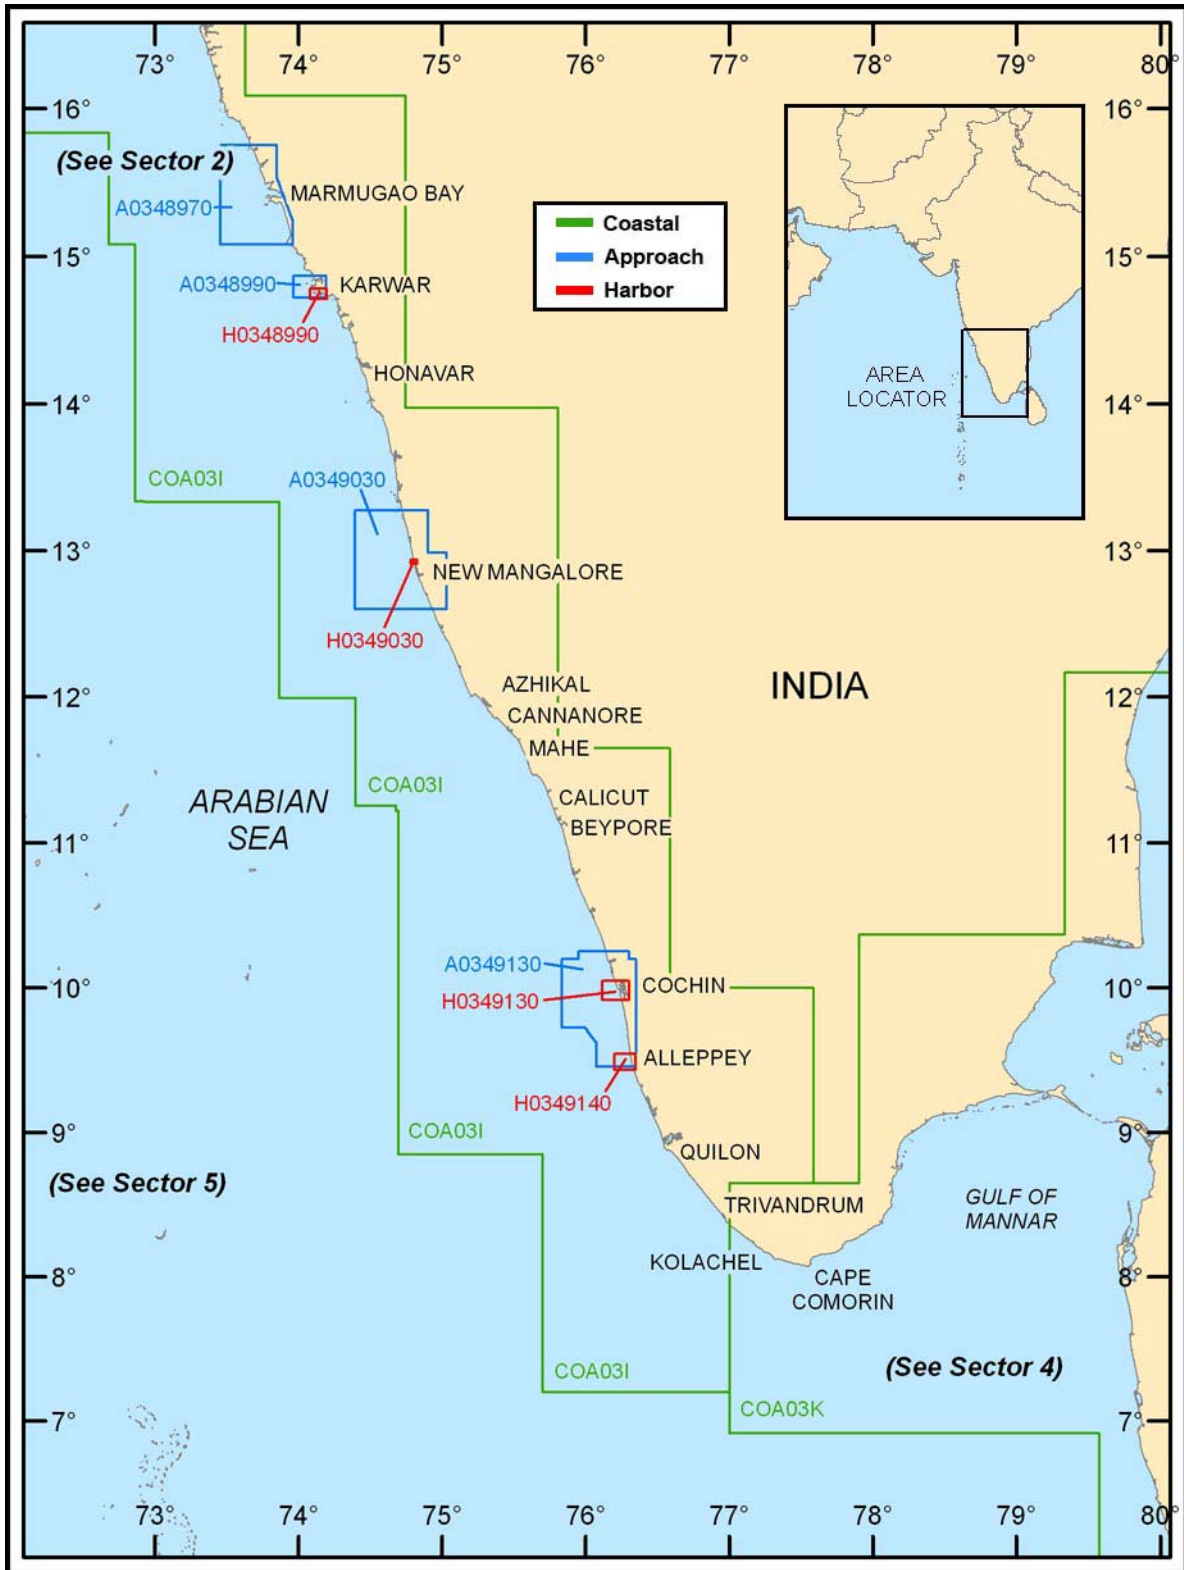 73° 74° 75° 76° 77° 78° 79° 80°
16° 16°
(See Sector 2)
MARMUGAO BAY
A0348970
Coastal
Approach
Harbor
15° 15°
A0348990 KARWAR
H0348990
HONAVAR
AREA
LOCATOR
14° 14°
COA03I
A0349030
13° 13°
NEW MANGALORE
H0349030
INDIA
AZHIKAL
12° 12°
CANNANORE
MAHE
COA03I
ARABIAN
SEA
CALICUT
BEYPORE
11° 11°
A0349130
COCHIN
10° 10°
H0349130
ALLEPPEY
H0349140
COA03I
9° 9°
QUILON
(See Sector 5)
TRIVANDRUM
GULF OF
MANNAR
KOLACHEL
8° 8°
CAPE
COMORIN
COA03I
(See Sector 4)
COA03K
7° 7°
73° 74° 75° 76° 77° 78° 79° 80°